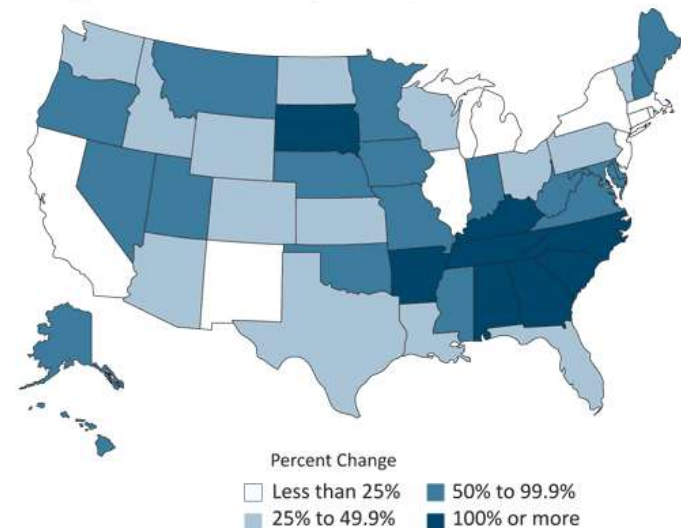 Percent Change
Less than 25%
50% to 99.9%
25% to 49.9%
100% or more